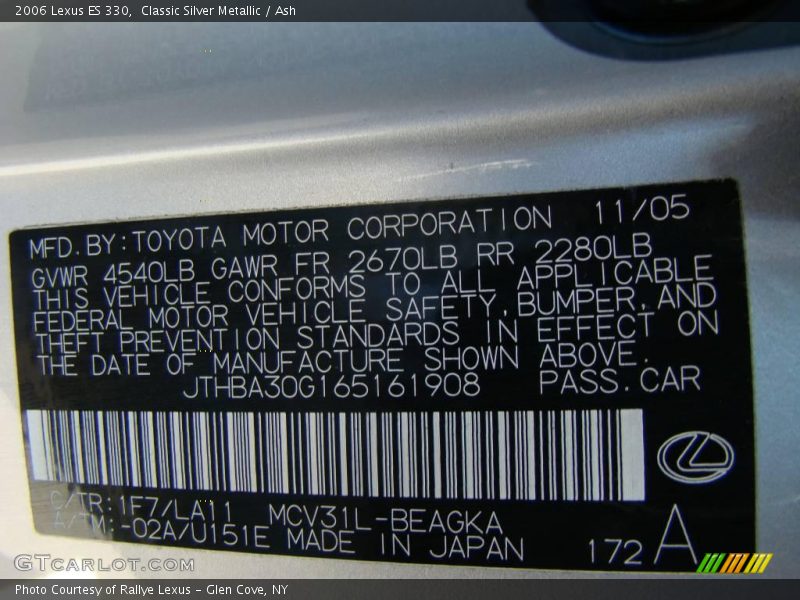 2006 Lexus ES 330, Classic Silver Metallic / Ash
MFD. BY: TOYOTA MOTOR CORPORATION 11/05
GVWR 4540LB GAWR FR 2670LB RR 2280LB
THIS VEHICLE CONFORMS TO ALL APPLICABLE
FEDERAL MOTOR VEHICLE SAFETY, BUMPER, AND
THEFT PREVENTION STANDARDS IN EFFECT ON
THE DATE OF MANUFACTURE SHOWN ABOVE.
JTHBA30G165161908 PASS. CAR
C/TR: 1F7/LA11 MCV31L-BEAGKA
A/TM: -02A/U151E MADE IN JAPAN 172 A
GTCARLOT.COM
Photo Courtesy of Rallye Lexus - Glen Cove, NY